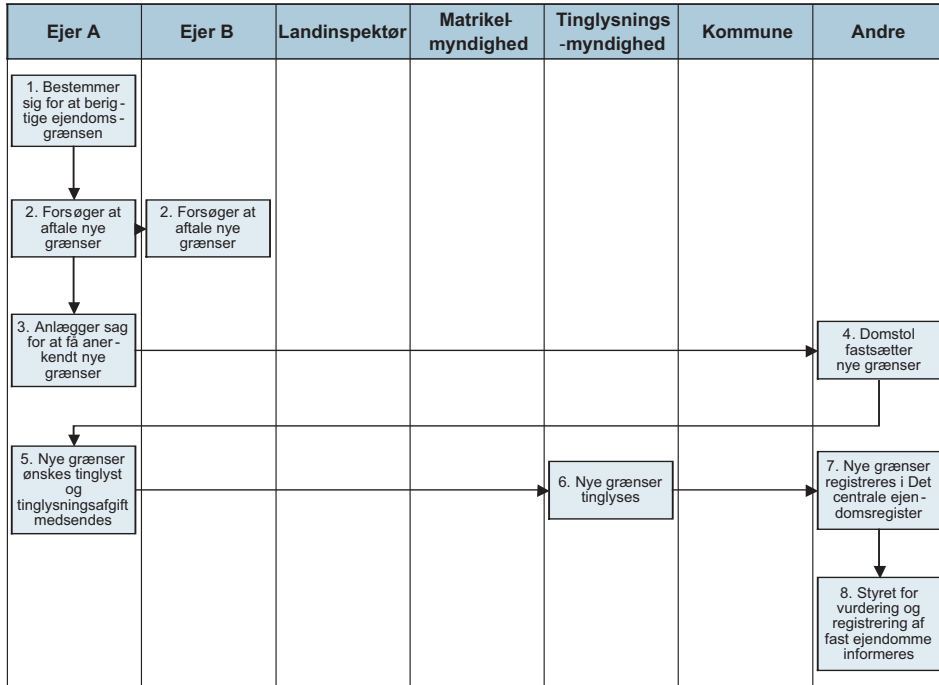 Ejer A
Ejer B
Landinspektør
Matrikel-
myndighed
Tinglysnings
-myndighed
Kommune
Andre
1. Bestemmer
sig for at berig-
tige ejendoms-
grænsen
2. Forsøger at
aftale nye
grænser
2. Forsøger at
aftale nye
grænser
3. Anlægger sag
for at få aner-
kendt nye
grænser
4. Domstol
fastsætter
nye grænser
5. Nye grænser
ønskes tinglyst
og
tinglysningsafgift
medsendes
6. Nye grænser
tinglyses
7. Nye grænser
registreres i Det
centrale ejen-
domsregister
8. Styret for
vurdering og
registrering af
fast ejendomme
informeres